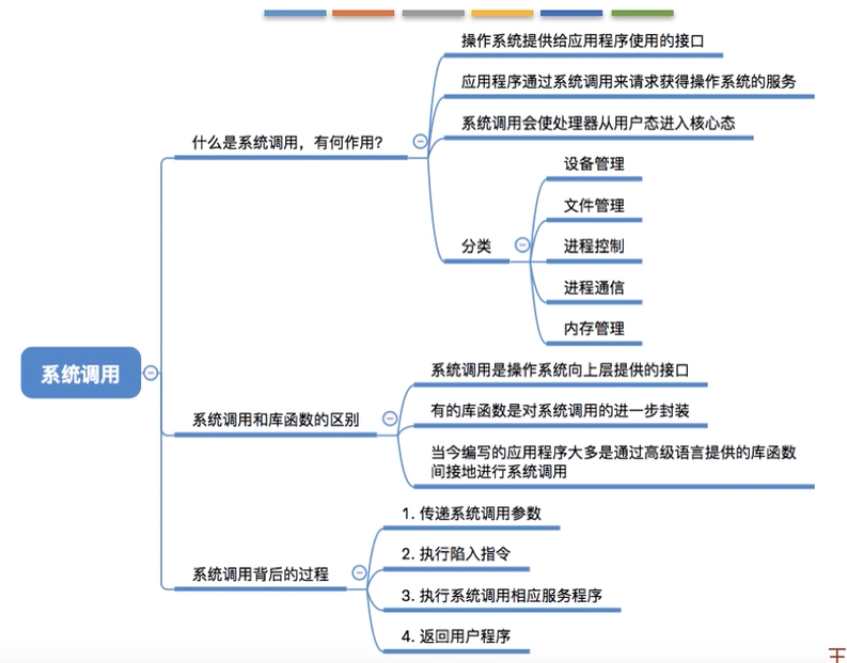 系统调用
什么是系统调用，有何作用?
操作系统提供给应用程序使用的接口
应用程序通过系统调用来请求获得操作系统的服务
系统调用会使处理器从用户态进入核心态
分类
设备管理
文件管理
进程控制
进程通信
内存管理
系统调用和库函数的区别
系统调用是操作系统向上层提供的接口
有的库函数是对系统调用的进一步封装
当今编写的应用程序大多是通过高级语言提供的库函数
间接地进行系统调用
系统调用背后的过程
1. 传递系统调用参数
2. 执行陷入指令
3. 执行系统调用相应服务程序
4. 返回用户程序